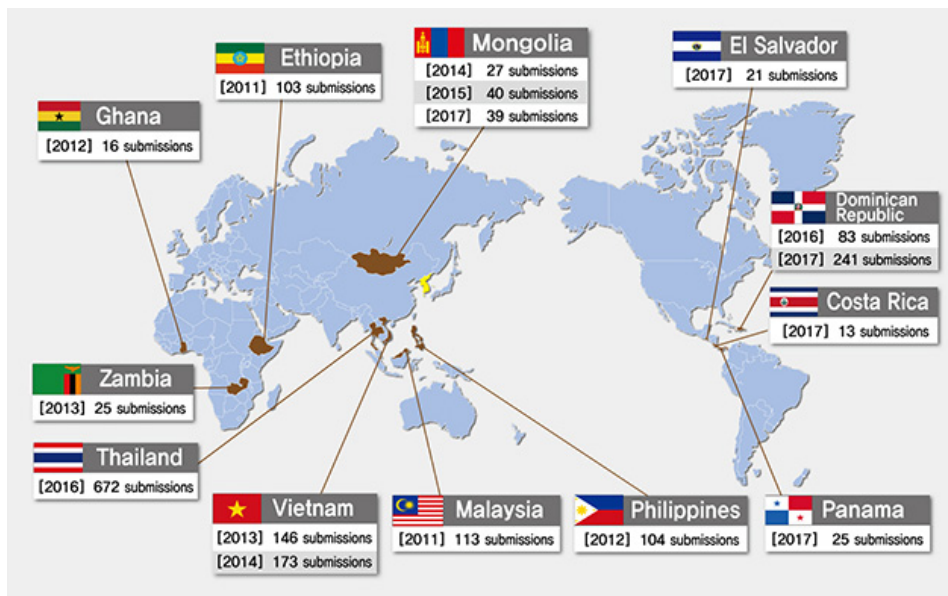 Ethiopia
[2011] 103 submissions
Mongolia
[2014] 27 submissions
[2015] 40 submissions
[2017] 39 submissions
El Salvador
[2017] 21 submissions
Ghana
[2012] 16 submissions
Dominican
Republic
[2016] 83 submissions
[2017] 241 submissions
Costa Rica
[2017] 13 submissions
Zambia
[2013] 25 submissions
Thailand
[2016] 672 submissions
Vietnam
[2013] 146 submissions
[2014] 173 submissions
Malaysia
[2011] 113 submissions
Philippines
[2012] 104 submissions
Panama
[2017] 25 submissions